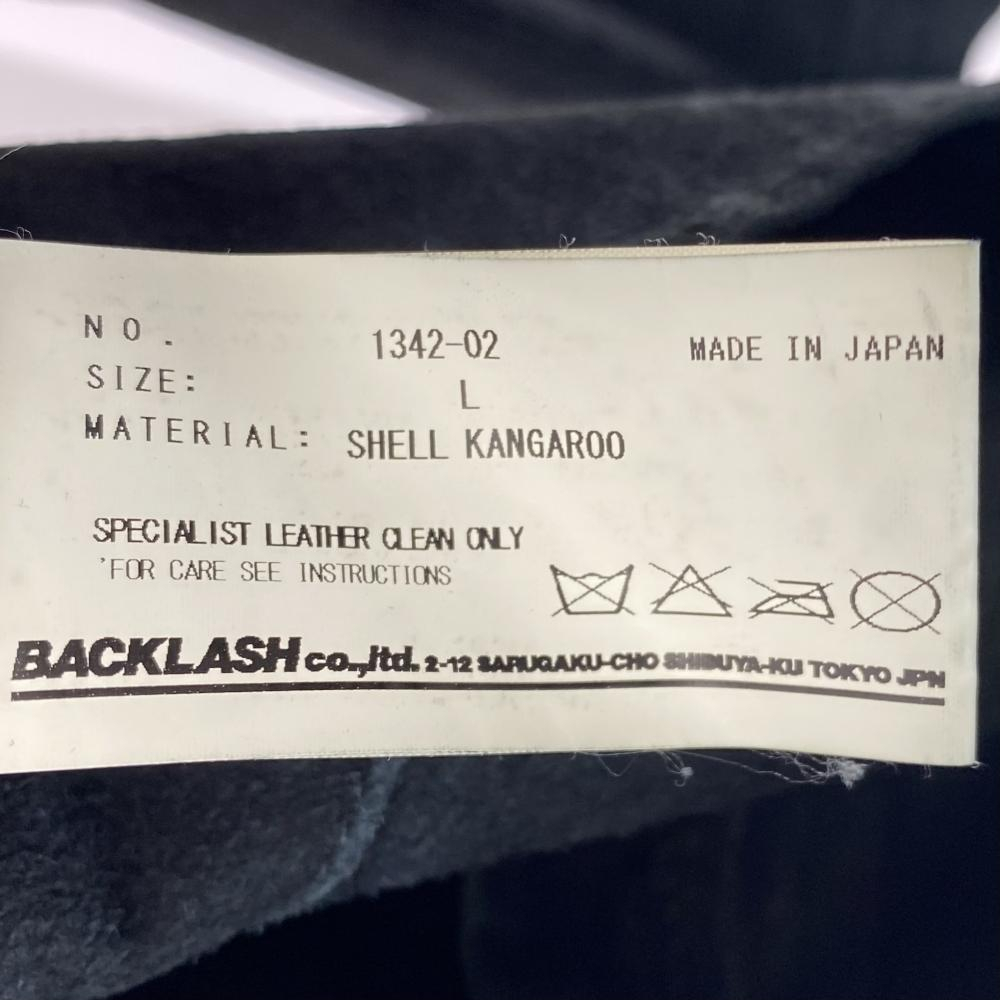 NO. 1342-02 MADE IN JAPAN
SIZE: L
MATERIAL: SHELL KANGAROO
SPECIALIST LEATHER CLEAN ONLY
'FOR CARE SEE INSTRUCTIONS
BACKLASH co.,ltd. 2-12 SARUGAKU-CHO SHIBUYA-KU TOKYO JPN